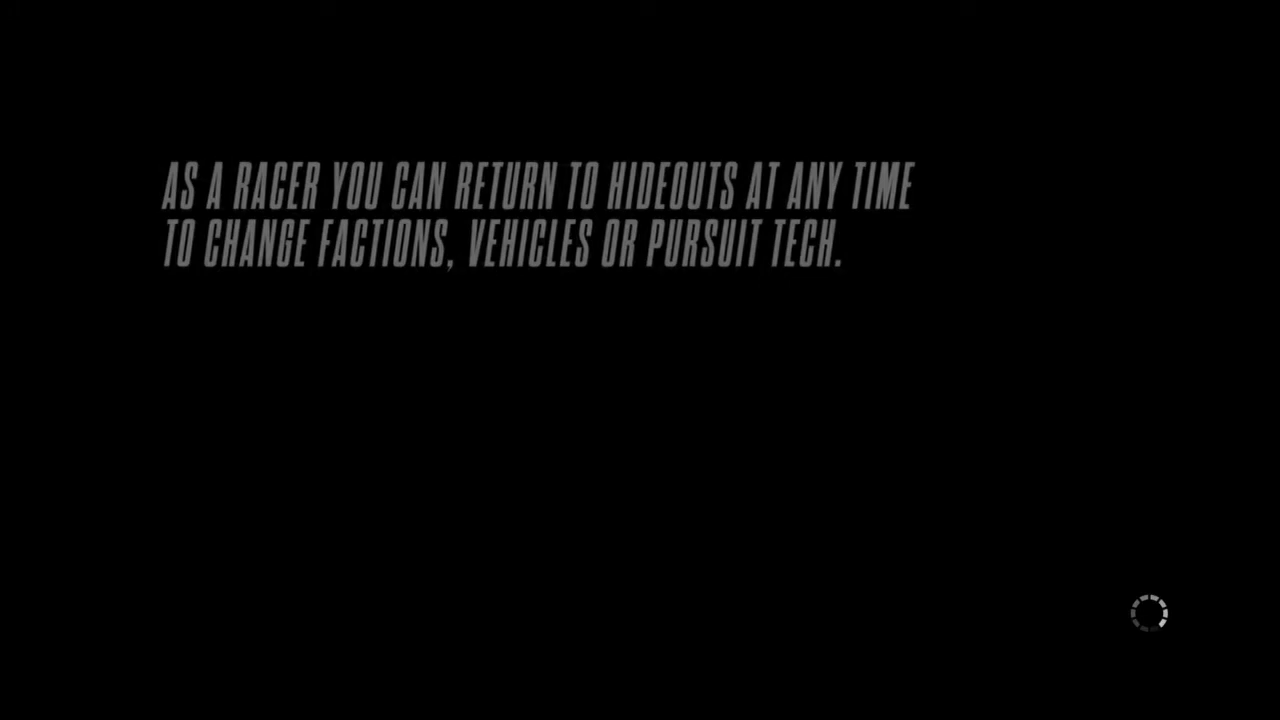 AS A RACER YOU CAN RETURN TO HIDEOUTS AT ANY TIME
TO CHANGE FACTIONS, VEHICLES OR PURSUIT TECH.